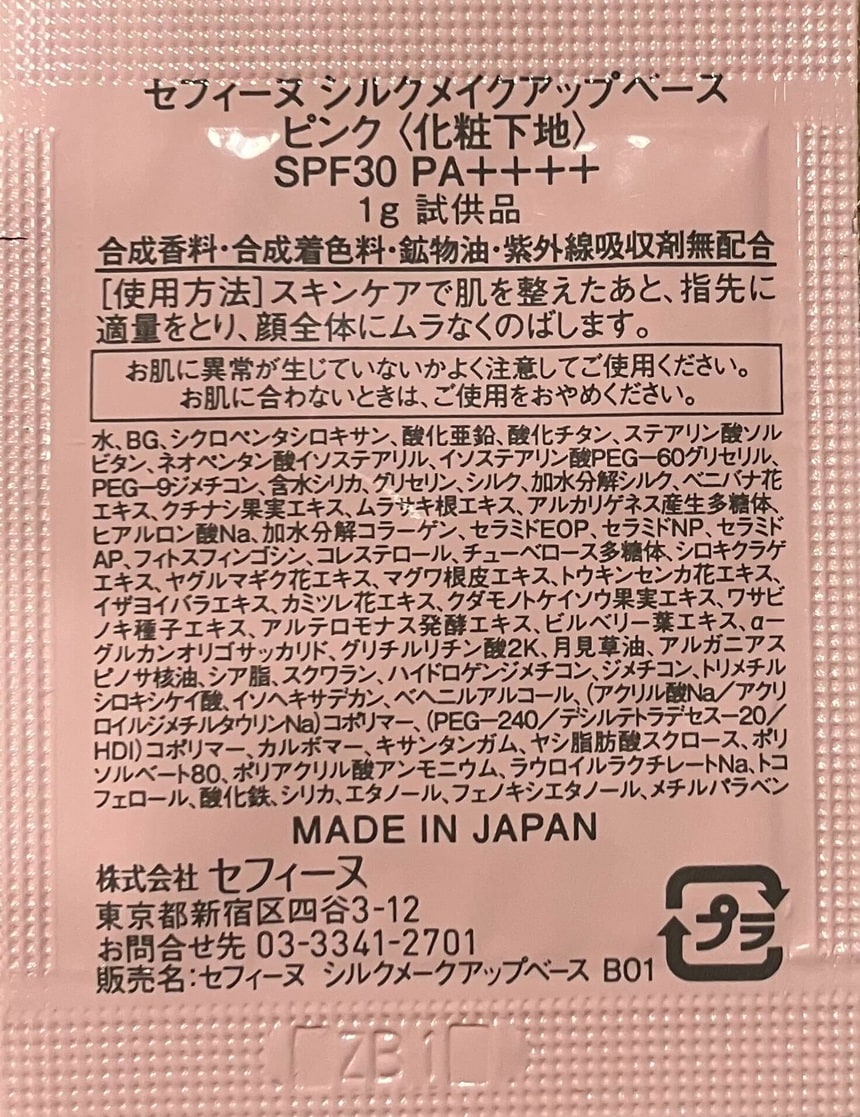 セフィーヌ シルクメイクアップベース
ピンク〈化粧下地〉
SPF30 PA++++
1g 試供品
合成香料・合成着色料・鉱物油・紫外線吸収剤無配合
［使用方法］スキンケアで肌を整えたあと、指先に
適量をとり、顔全体にムラなくのばします。
お肌に異常が生じていないかよく注意してご使用ください。
お肌に合わないときは、ご使用をおやめください。
水、BG、シクロペンタシロキサン、酸化亜鉛、酸化チタン、ステアリン酸ソル
ビタン、ネオペンタン酸イソステアリル、イソステアリン酸PEG−60グリセリル、
PEG−9ジメチコン、含水シリカ、グリセリン、シルク、加水分解シルク、ベニバナ花
エキス、クチナシ果実エキス、ムラサキ根エキス、アルカリゲネス産生多糖体、
ヒアルロン酸Na、加水分解コラーゲン、セラミドEOP、セラミドNP、セラミド
AP、フィトスフィンゴシン、コレステロール、チューベロース多糖体、シロキクラゲ
エキス、ヤグルマギク花エキス、マグワ根皮エキス、トウキンセンカ花エキス、
イザヨイバラエキス、カミツレ花エキス、クダモノトケイソウ果実エキス、ワサビ
ノキ種子エキス、アルテロモナス発酵エキス、ビルベリー葉エキス、α−
グルカンオリゴサッカリド、グリチルリチン酸2K、月見草油、アルガニアス
ピノサ核油、シア脂、スクワラン、ハイドロゲンジメチコン、ジメチコン、トリメチル
シロキシケイ酸、イソヘキサデカン、ベヘニルアルコール、（アクリル酸Na／アクリ
ロイルジメチルタウリンNa）コポリマー、（PEG−240／デシルテトラデセス−20／
HDI）コポリマー、カルボマー、キサンタンガム、ヤシ脂肪酸スクロース、ポリ
ソルベート80、ポリアクリル酸アンモニウム、ラウロイルラクチレートNa、トコ
フェロール、酸化鉄、シリカ、エタノール、フェノキシエタノール、メチルパラベン
MADE IN JAPAN
株式会社 セフィーヌ
東京都新宿区四谷3-12
お問合せ先 03-3341-2701
販売名：セフィーヌ シルクメークアップベース B01
プラ
ZB1